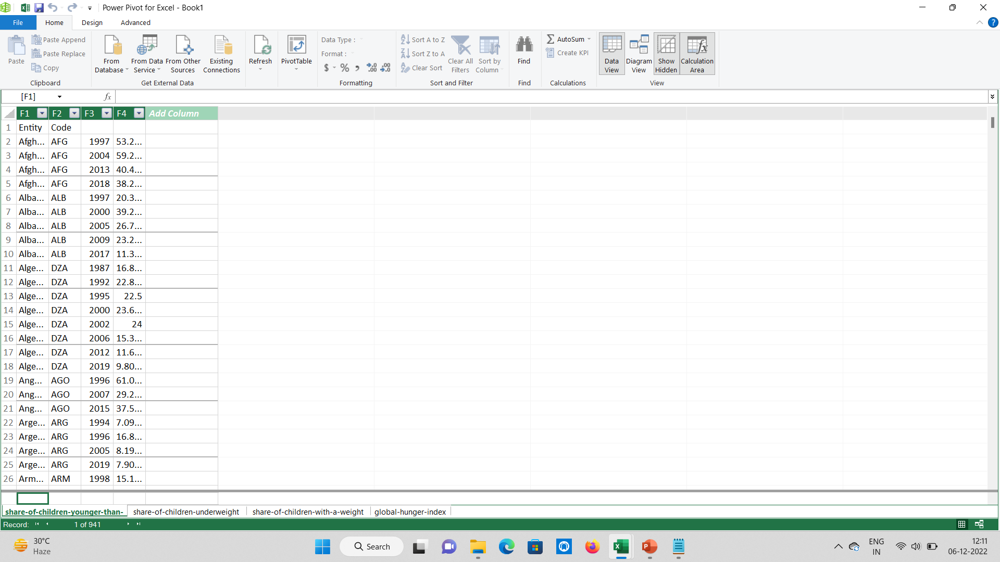 Power Pivot for Excel - Book1
File Home Design Advanced
Paste
Paste Append
Paste Replace
Copy
Clipboard
From Database
From Data Service
From Other Sources
Existing Connections
Get External Data
Refresh
PivotTable
Data Type :
Format :
$ % ,
Formatting
Sort A to Z
Sort Z to A
Clear Sort
Clear All Filters
Sort by Column
Sort and Filter
Find
Find
AutoSum
Create KPI
Calculations
Data View
Diagram View
Show Hidden
Calculation Area
View
[F1] fx
F1 F2 F3 F4 Add Column
1 Entity Code
2 Afgh... AFG 1997 53.2...
3 Afgh... AFG 2004 59.2...
4 Afgh... AFG 2013 40.4...
5 Afgh... AFG 2018 38.2...
6 Alba... ALB 1997 20.3...
7 Alba... ALB 2000 39.2...
8 Alba... ALB 2005 26.7...
9 Alba... ALB 2009 23.2...
10 Alba... ALB 2017 11.3...
11 Alge... DZA 1987 16.8...
12 Alge... DZA 1992 22.8...
13 Alge... DZA 1995 22.5
14 Alge... DZA 2000 23.6...
15 Alge... DZA 2002 24
16 Alge... DZA 2006 15.3...
17 Alge... DZA 2012 11.6...
18 Alge... DZA 2019 9.80...
19 Ang... AGO 1996 61.0...
20 Ang... AGO 2007 29.2...
21 Ang... AGO 2015 37.5...
22 Arge... ARG 1994 7.09...
23 Arge... ARG 1996 16.8...
24 Arge... ARG 2005 8.19...
25 Arge... ARG 2019 7.90...
26 Arm... ARM 1998 15.1...
share-of-children-younger-than- share-of-children-underweight share-of-children-with-a-weight global-hunger-index
Record: 1 of 941
30°C
Haze
Search
ENG
IN
12:11
06-12-2022